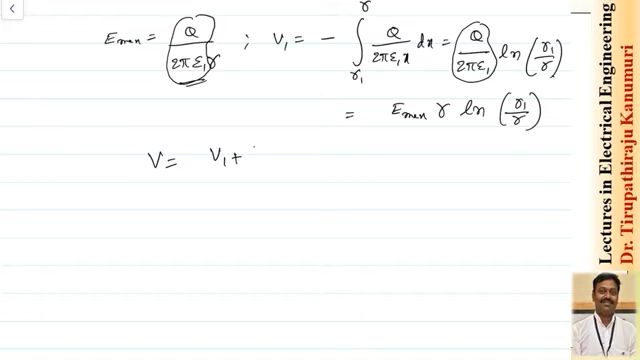 E_max = Q / 2πε₁r ; V₁ = − ∫_{r₁}^{r} Q / 2πε₁x dx = Q / 2πε₁ ln (r₁/r)
= E_max r ln (r₁/r)
V = V₁ +
Lectures in Electrical Engineering
Dr. Tirupathiraju Kanumuri